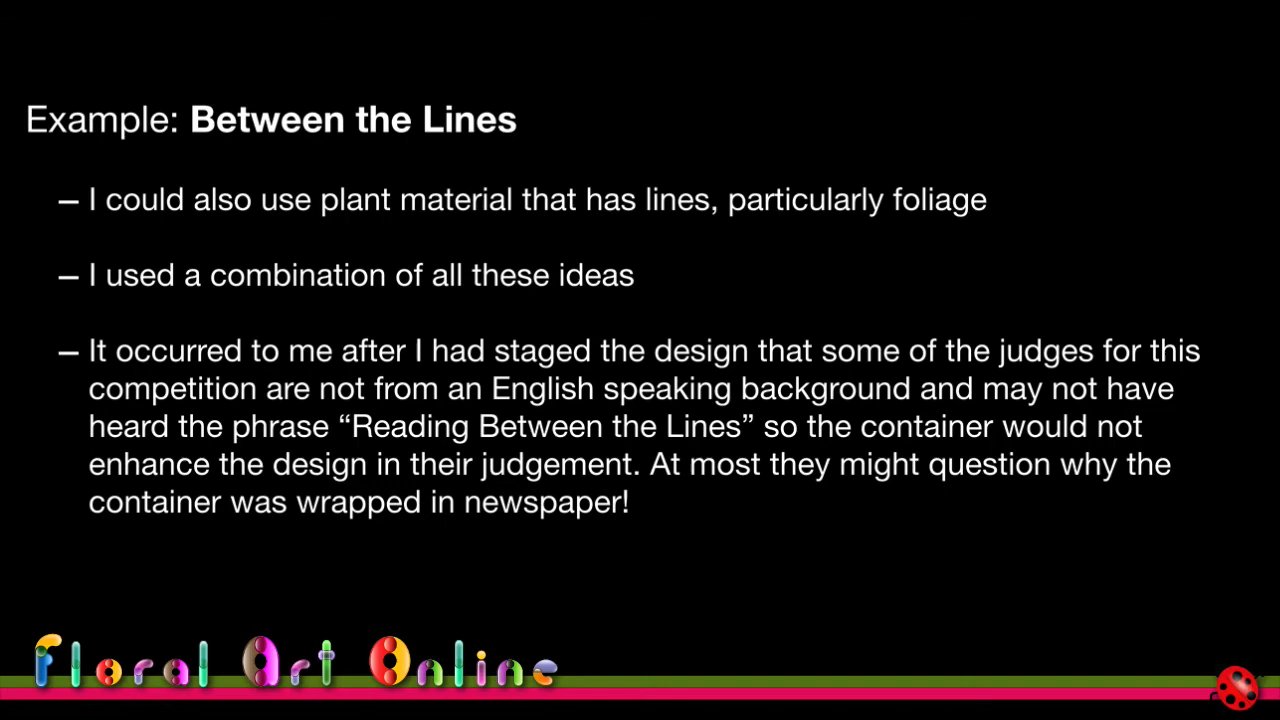 Example: Between the Lines
– I could also use plant material that has lines, particularly foliage
– I used a combination of all these ideas
– It occurred to me after I had staged the design that some of the judges for this
competition are not from an English speaking background and may not have
heard the phrase “Reading Between the Lines” so the container would not
enhance the design in their judgement. At most they might question why the
container was wrapped in newspaper!
Floral Art Online